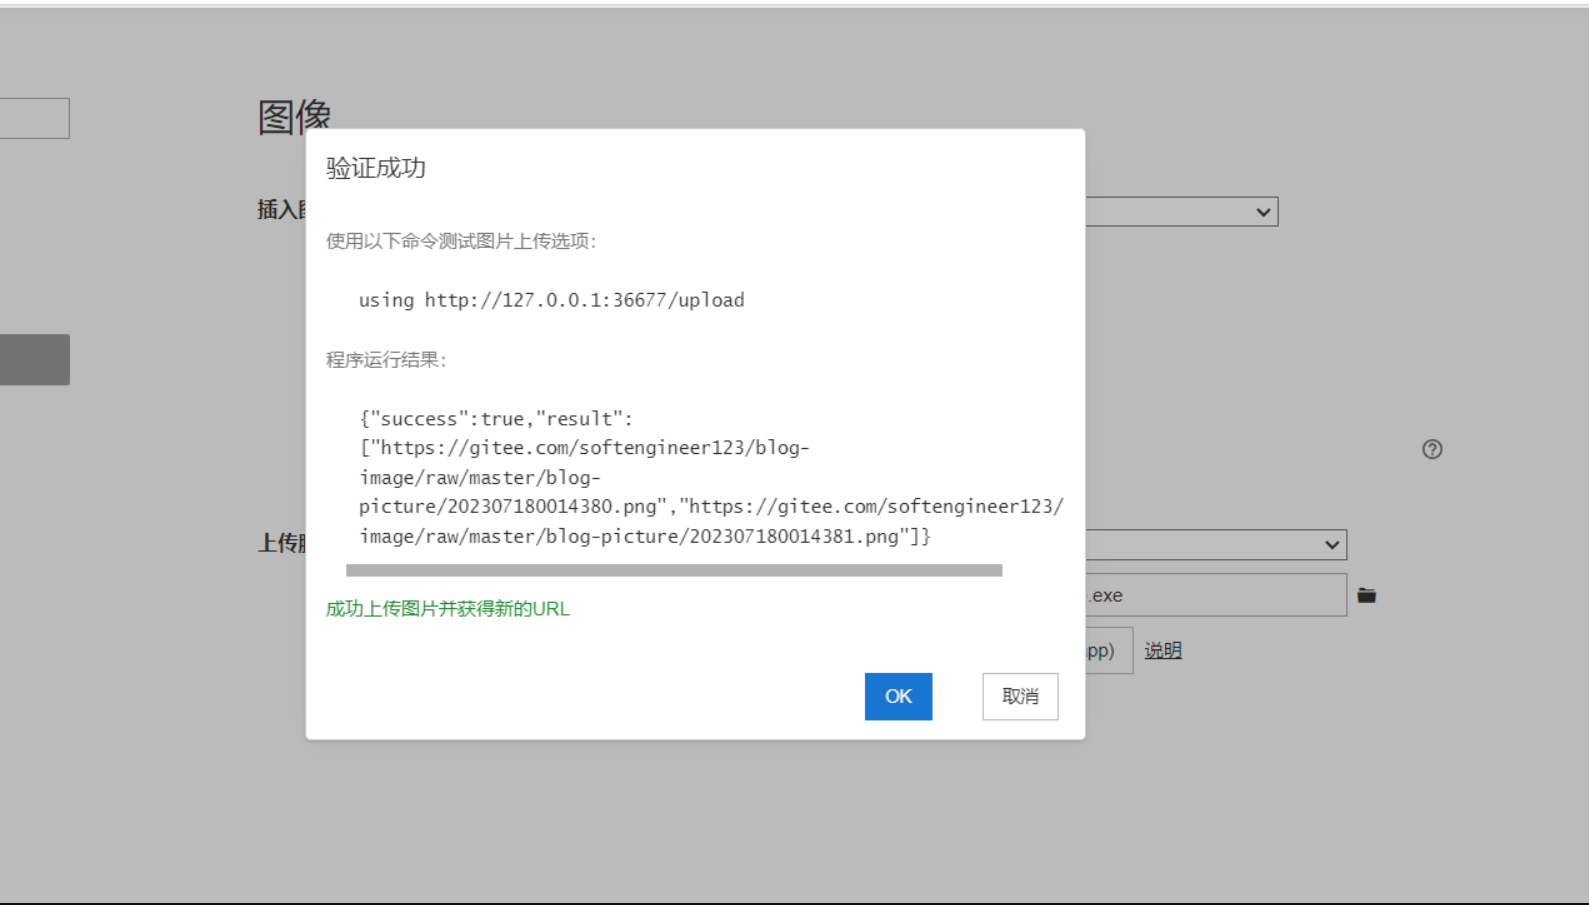 图像
验证成功
插入
使用以下命令测试图片上传选项:
using http://127.0.0.1:36677/upload
程序运行结果:
{"success":true,"result":
["https://gitee.com/softengineer123/blog-
image/raw/master/blog-
picture/202307180014380.png","https://gitee.com/softengineer123/
image/raw/master/blog-picture/202307180014381.png"]}
上传
.exe
成功上传图片并获得新的URL
pp)
说明
OK
取消